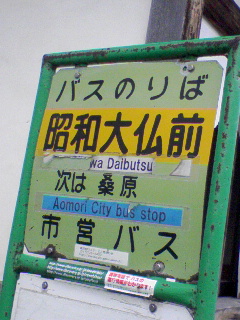 バスのりば
昭和大仏前
wa Daibutsu
次は 桑原
Aomori City bus stop
市営 バス